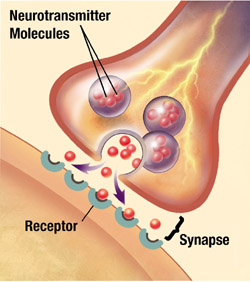 Neurotransmitter
Molecules
Receptor
Synapse